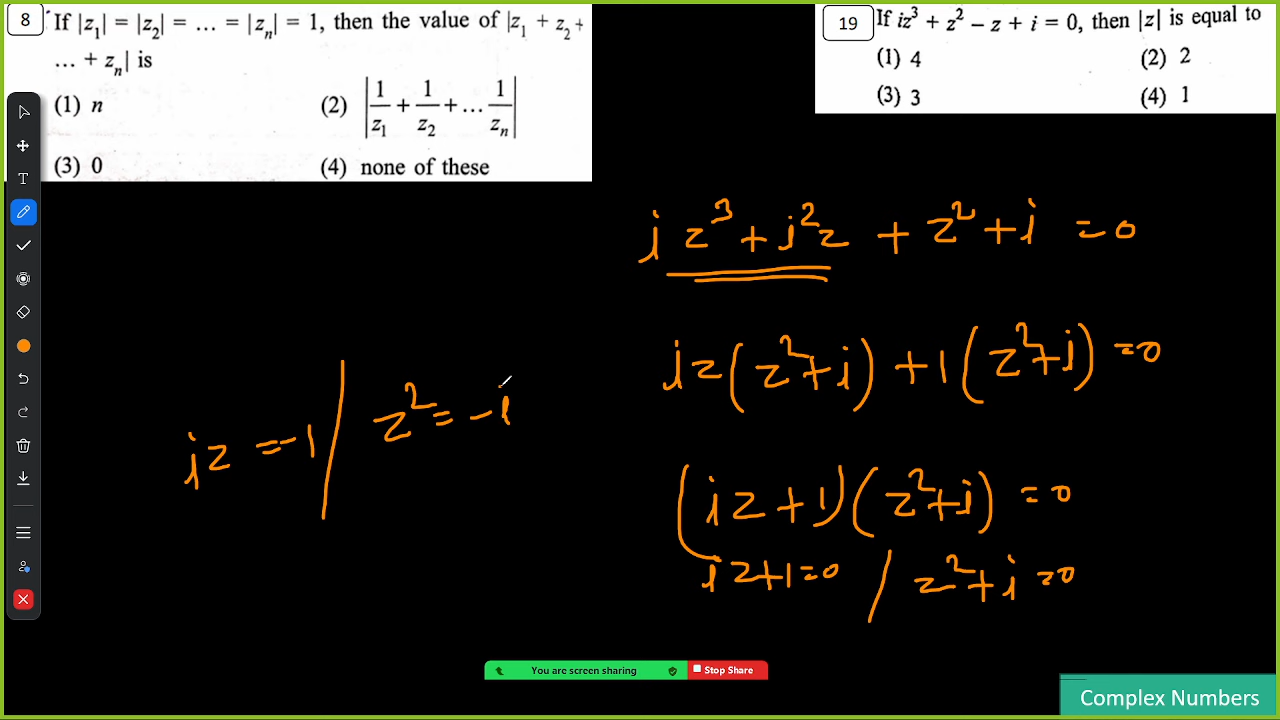 8 If |z₁| = |z₂| = … = |zₙ| = 1, then the value of |z₁ + z₂ +
… + zₙ| is
(1) n (2) |1/z₁ + 1/z₂ + … 1/zₙ|
(3) 0 (4) none of these
19 If iz³ + z² − z + i = 0, then |z| is equal to
(1) 4 (2) 2
(3) 3 (4) 1
i z³ + i²z + z² + i = 0
iz(z²+i) + 1(z²+i) = 0
(iz+1)(z²+i) = 0
iz+1=0 / z²+i=0
iz = -1 / z² = -i
You are screen sharing Stop Share
Complex Numbers